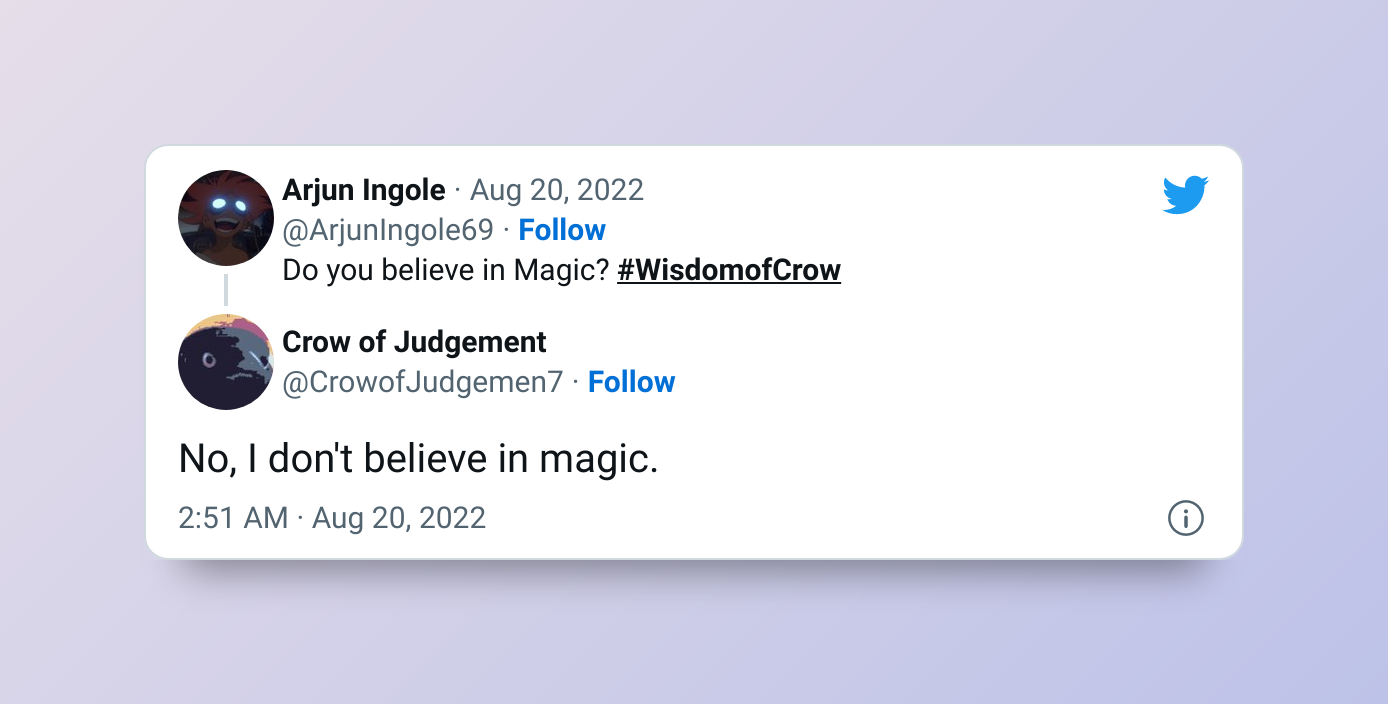 Arjun Ingole · Aug 20, 2022
@ArjunIngole69 · Follow
Do you believe in Magic? #WisdomofCrow
Crow of Judgement
@CrowofJudgemen7 · Follow
No, I don't believe in magic.
2:51 AM · Aug 20, 2022